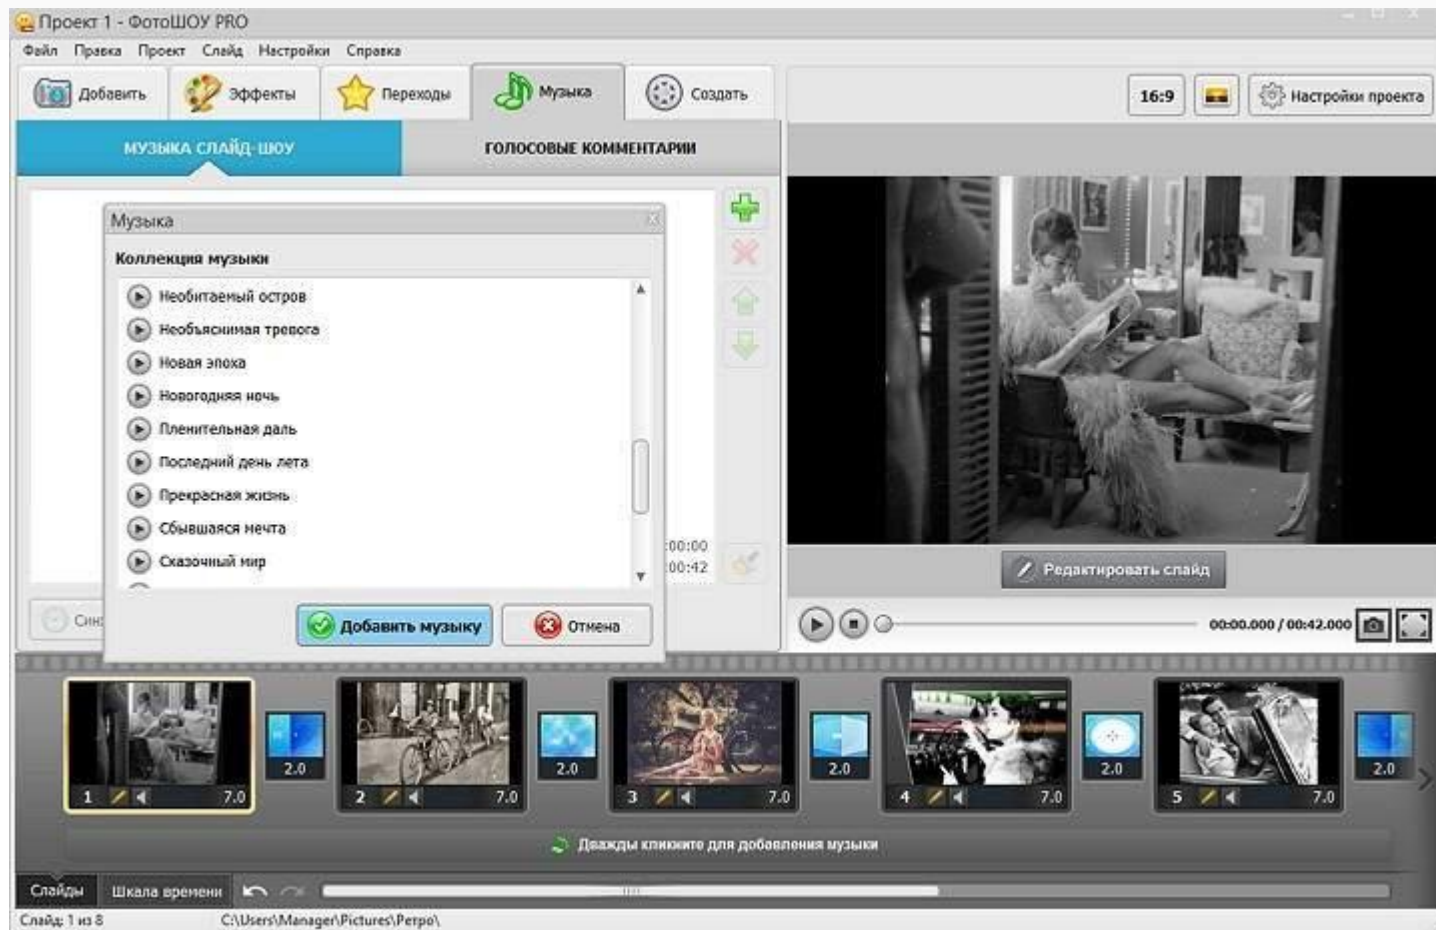 Проект 1 - ФотоШОУ PRO
Файл Правка Проект Слайд Настройки Справка
Добавить Эффекты Переходы Музыка Создать
16:9 Настройки проекта
МУЗЫКА СЛАЙД-ШОУ ГОЛОСОВЫЕ КОММЕНТАРИИ
Музыка
Коллекция музыки
Необитаемый остров
Необъяснимая тревога
Новая эпоха
Новогодняя ночь
Пленительная даль
Последний день лета
Прекрасная жизнь
Сбывшаяся мечта
Сказочный мир
:00:00
:00:42
Редактировать слайд
Добавить музыку Отмена
00:00.000 / 00:42.000
2.0 2.0 2.0 2.0 2.0
1 7.0 2 7.0 3 7.0 4 7.0 5 7.0
Дважды кликните для добавления музыки
Слайды Шкала времени
Слайд: 1 из 8 C:\Users\Manager\Pictures\Ретро\